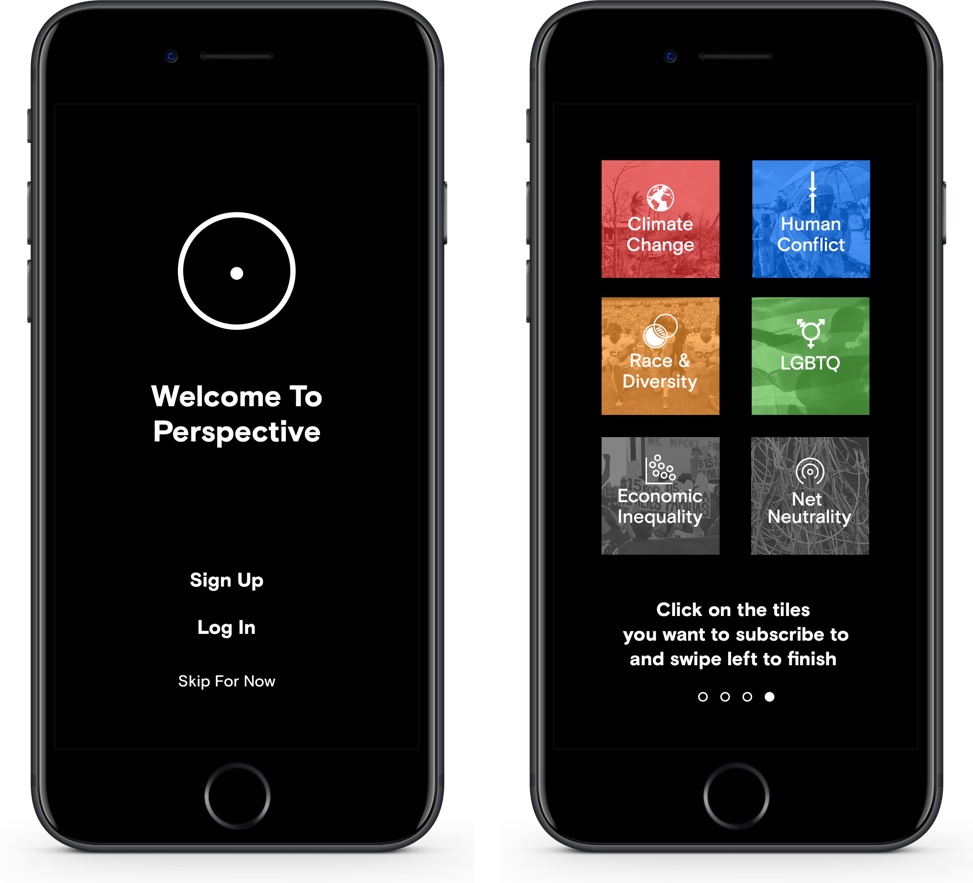 Welcome To
Perspective
Sign Up
Log In
Skip For Now
Climate
Change
Human
Conflict
Race &
Diversity
LGBTQ
Economic
Inequality
Net
Neutrality
Click on the tiles
you want to subscribe to
and swipe left to finish